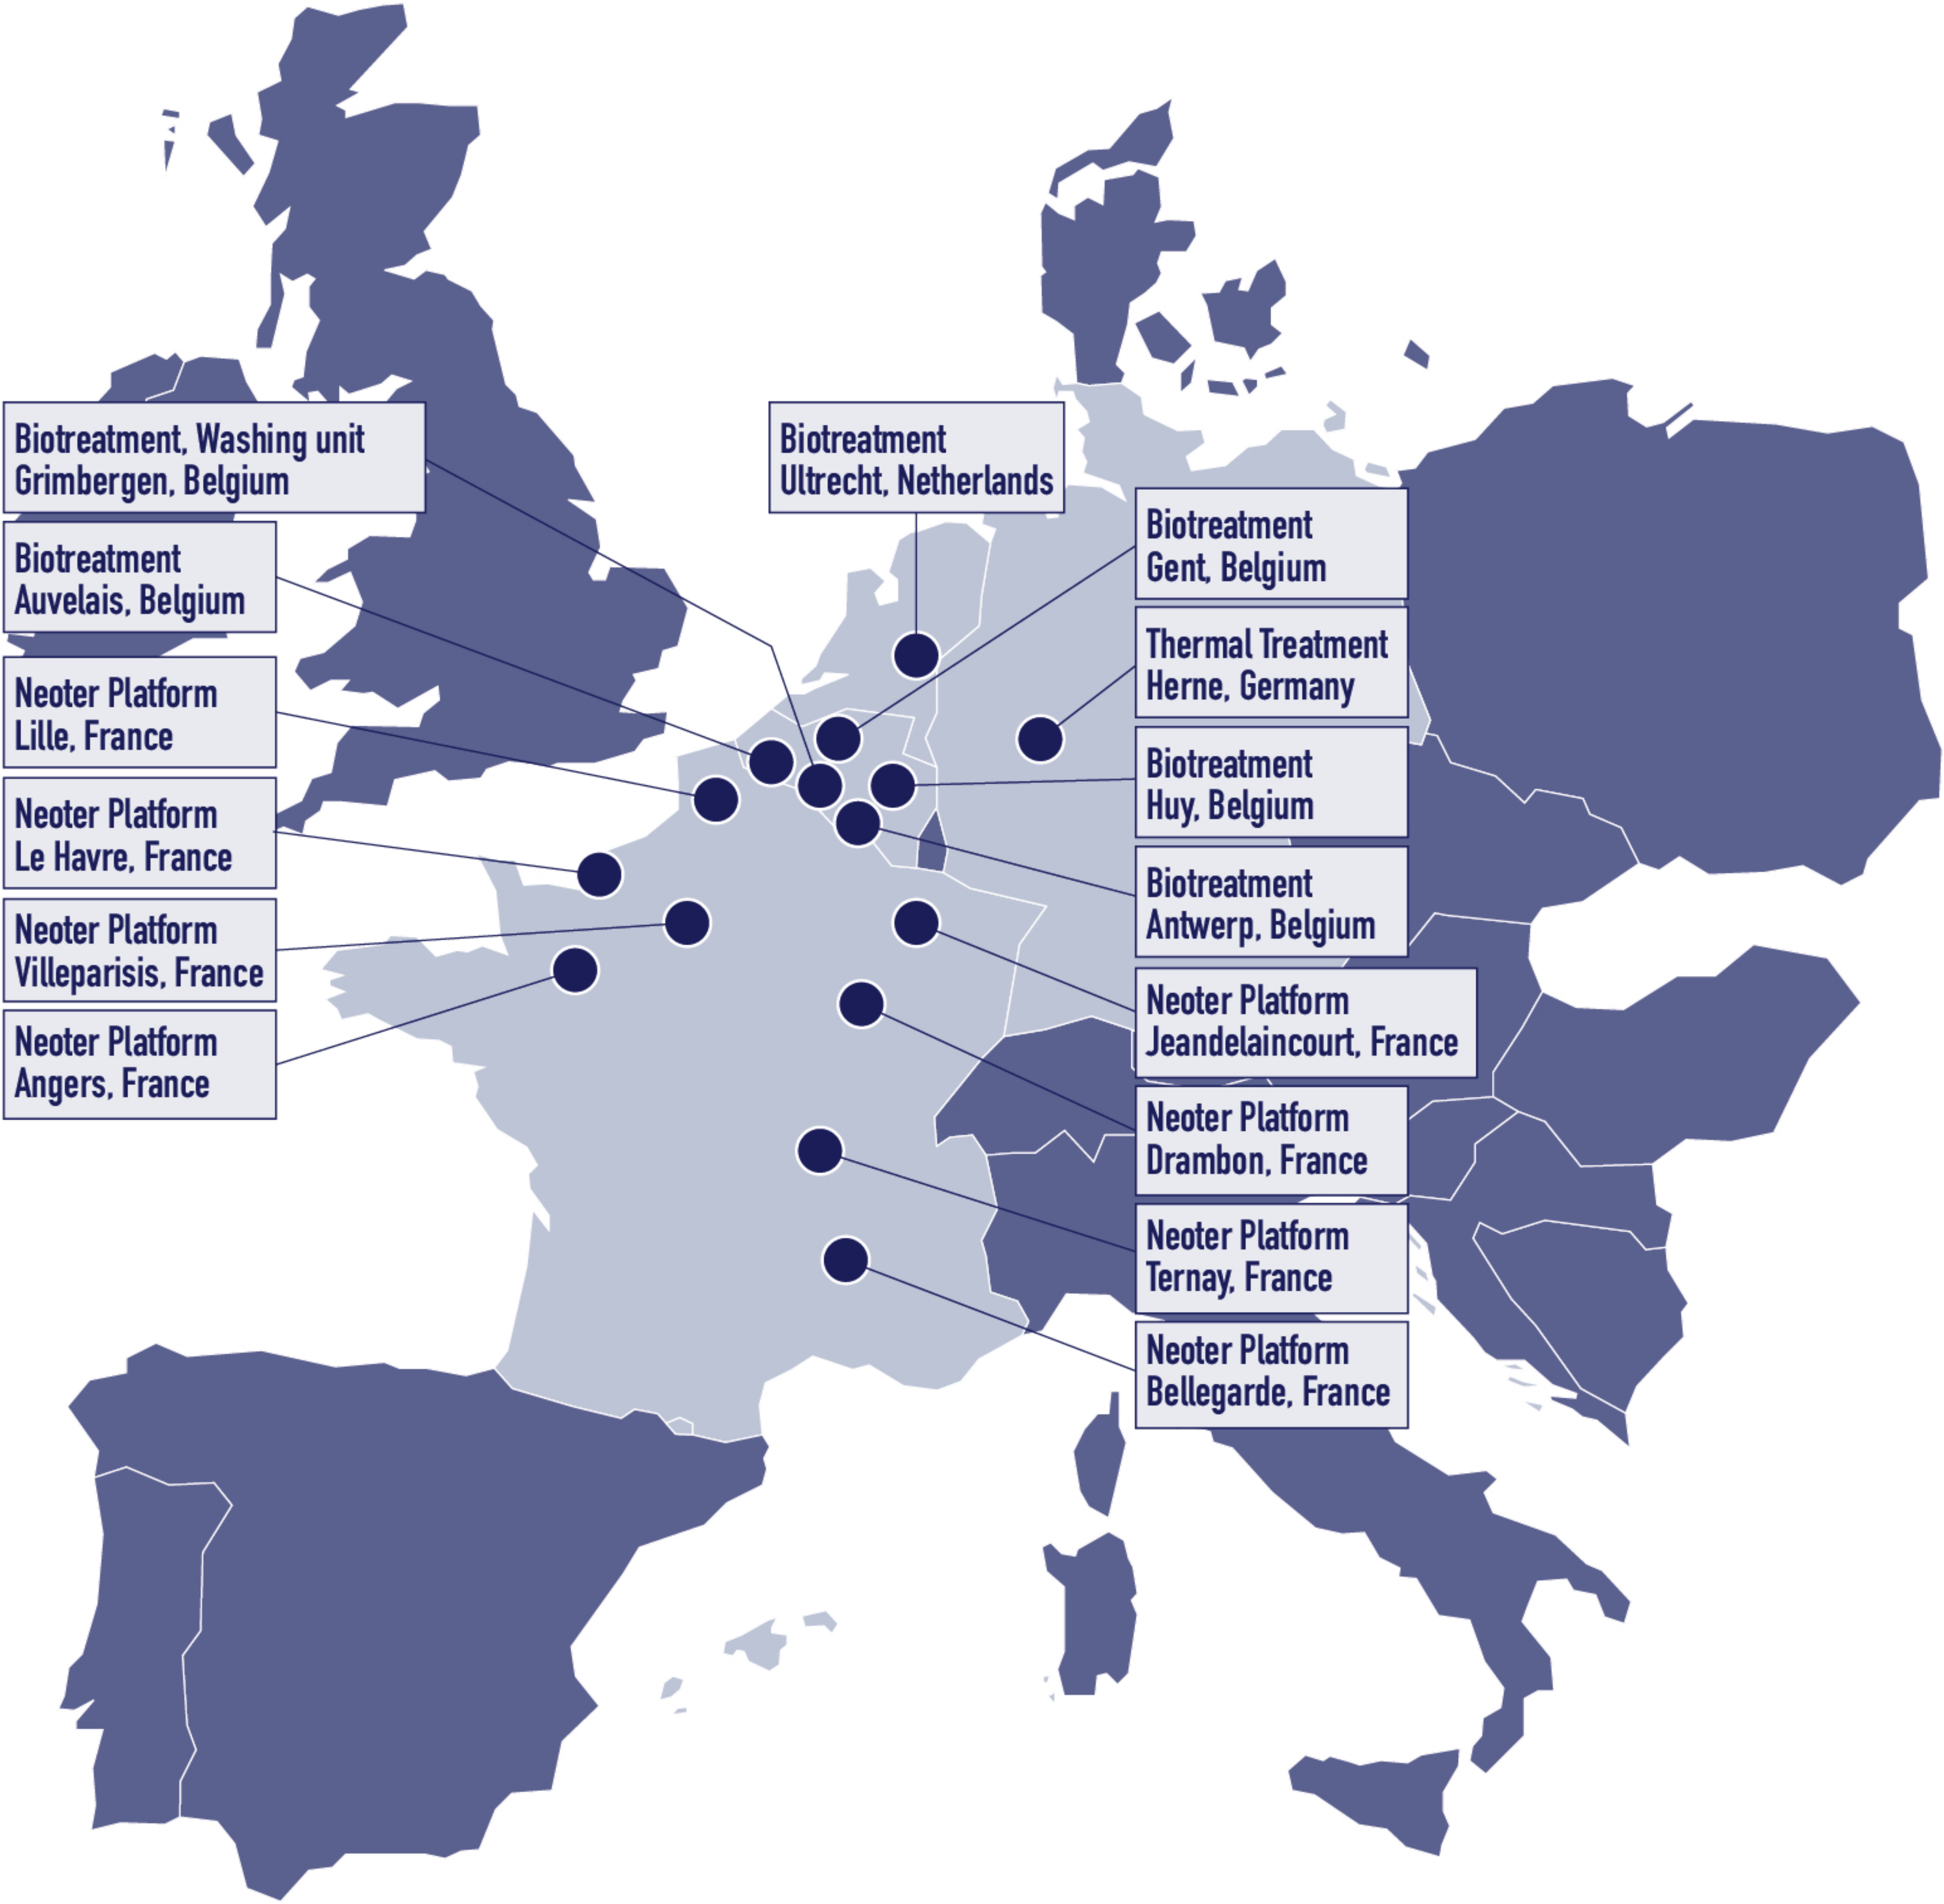 Biotreatment, Washing unit
Grimbergen, Belgium
Biotreatment
Auvelais, Belgium
Neoter Platform
Lille, France
Neoter Platform
Le Havre, France
Neoter Platform
Villeparisis, France
Neoter Platform
Angers, France
Biotreatment
Ultrecht, Netherlands
Biotreatment
Gent, Belgium
Thermal Treatment
Herne, Germany
Biotreatment
Huy, Belgium
Biotreatment
Antwerp, Belgium
Neoter Platform
Jeandelaincourt, France
Neoter Platform
Drambon, France
Neoter Platform
Ternay, France
Neoter Platform
Bellegarde, France